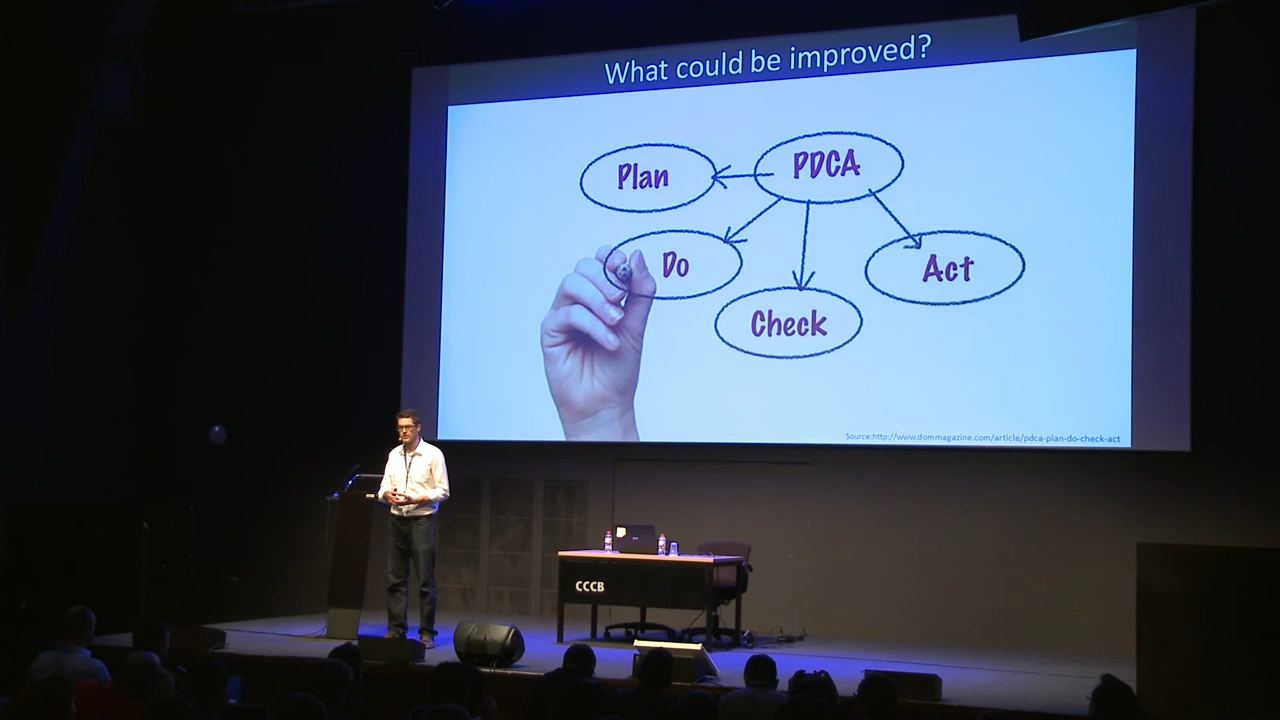 What could be improved?
Plan
PDCA
Do
Act
Check
Source:http://www.dommagazine.com/article/pdca-plan-do-check-act
CCCB
CCCB